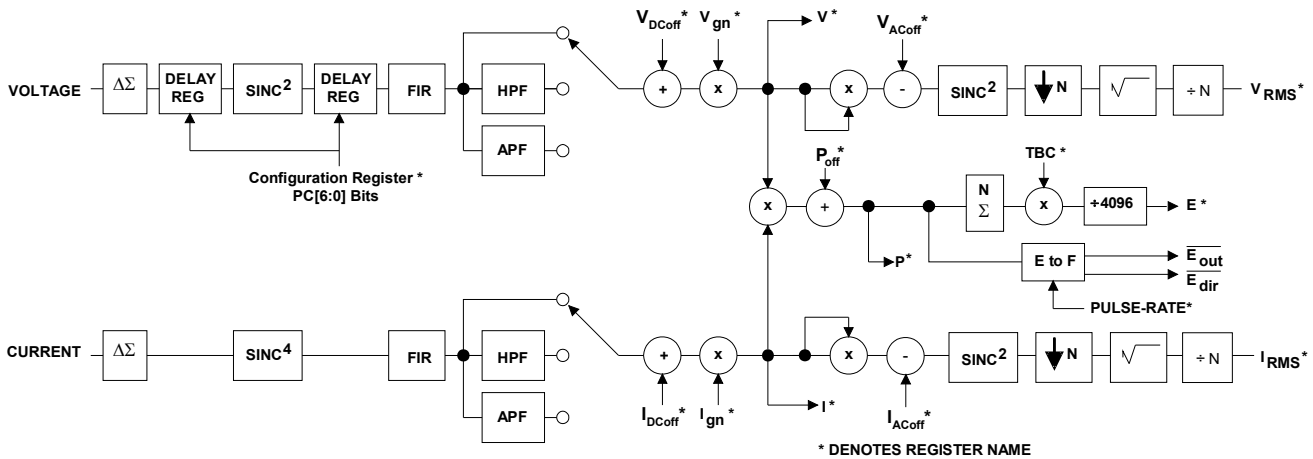 V_DCoff* V_gn* V* V_ACoff*
VOLTAGE ΔΣ DELAY REG SINC² DELAY REG FIR HPF + x x - SINC² ↓N √ ÷ N V_RMS*
APF
Configuration Register *
PC[6:0] Bits
P_off* TBC *
x + N Σ x ÷4096 E*
P* E to F E_out
E_dir
PULSE-RATE*
CURRENT ΔΣ SINC⁴ FIR HPF + x x - SINC² ↓N √ ÷ N I_RMS*
APF
I_DCoff* I_gn* I* I_ACoff*
* DENOTES REGISTER NAME